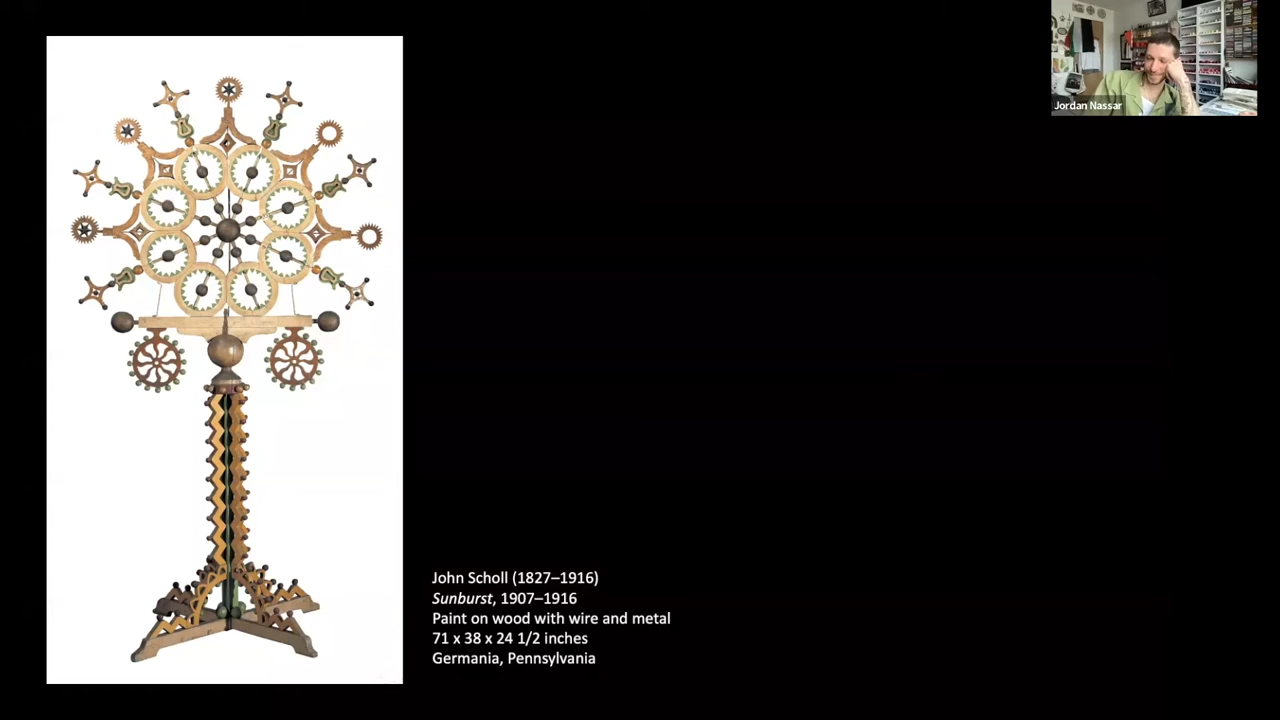 Jordan Nassar
John Scholl (1827–1916)
Sunburst, 1907–1916
Paint on wood with wire and metal
71 x 38 x 24 1/2 inches
Germania, Pennsylvania